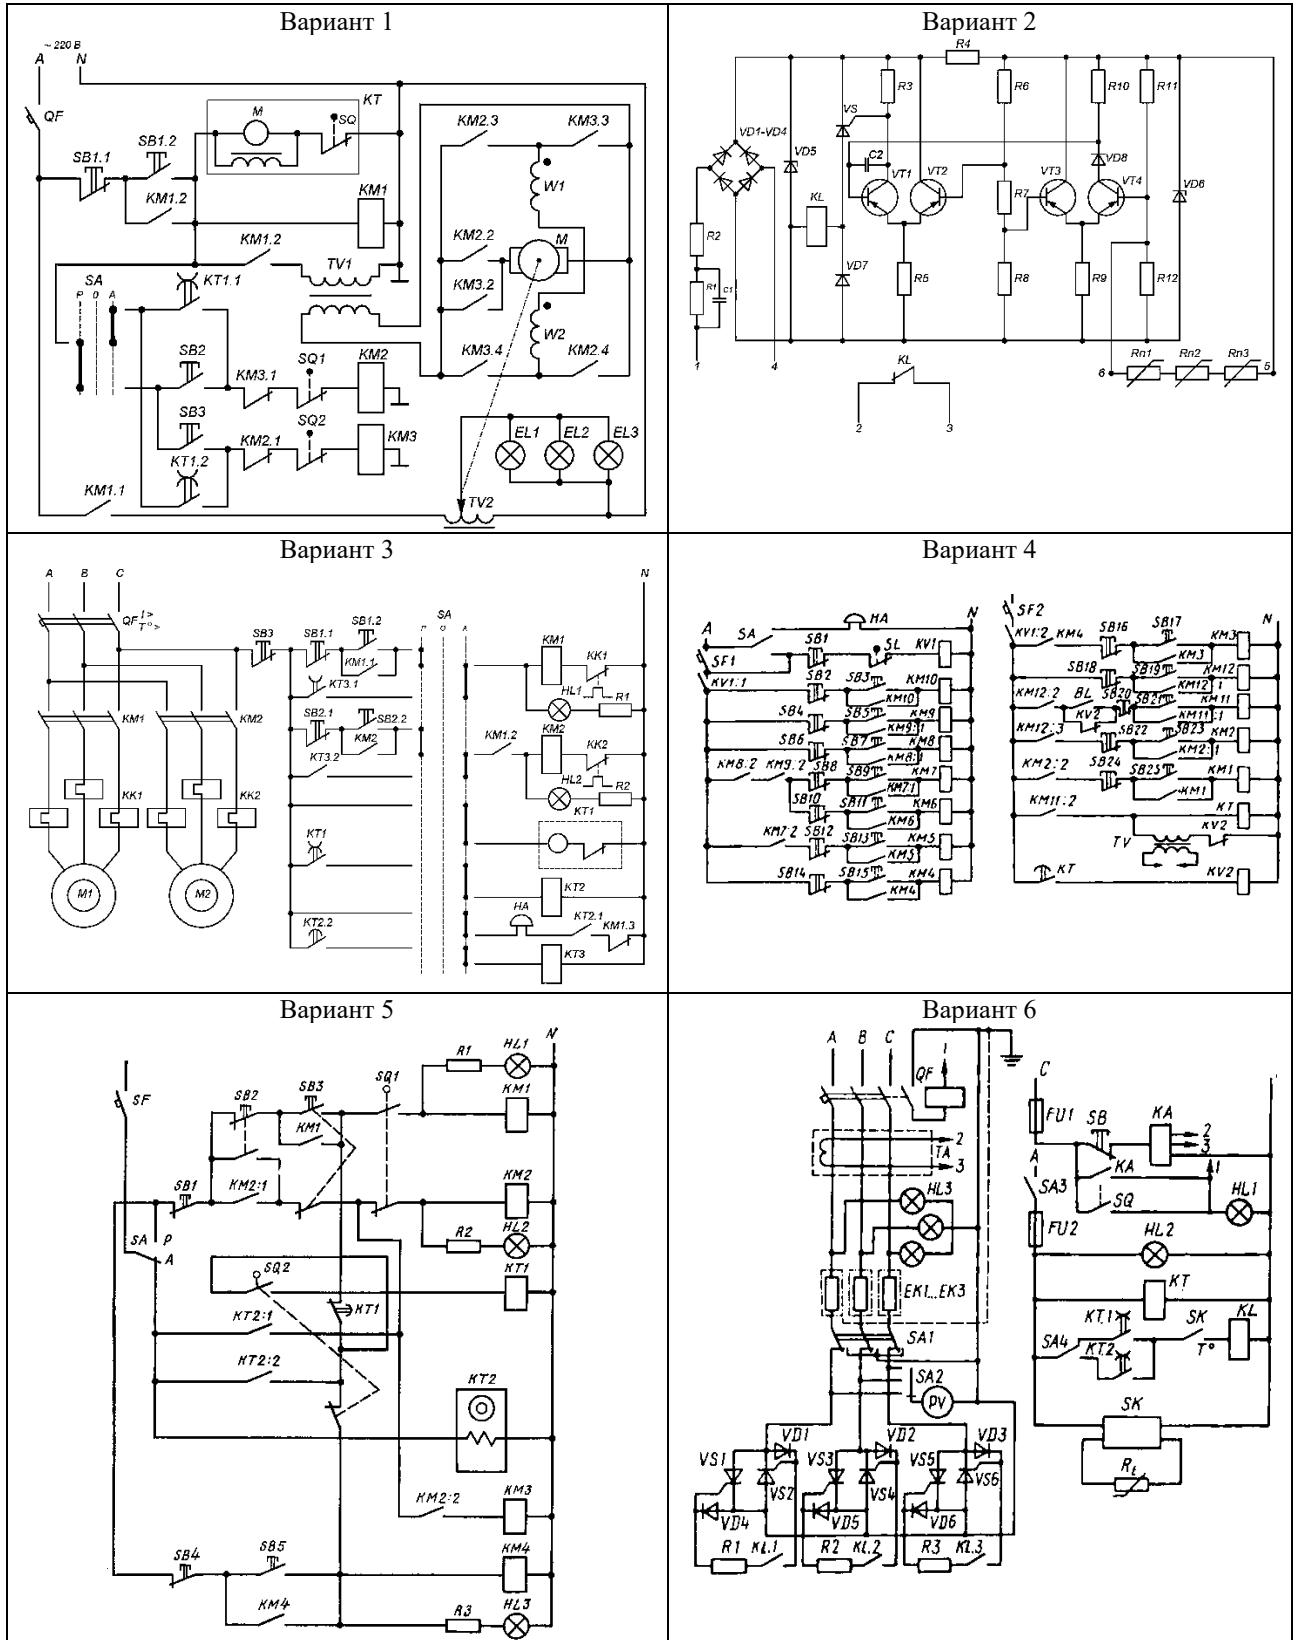 Вариант 1
~ 220 В
A N
QF
SB1.1
SB1.2
KM1.2
M
SQ
KT
KM1
KM1.2
TV1
SA
P O A
KT1.1
SB2
KM3.1
SQ1
KM2
SB3
KM2.1
SQ2
KM3
KT1.2
KM1.1
KM2.3
KM3.3
W1
KM2.2
M
KM3.2
W2
KM3.4
KM2.4
EL1
EL2
EL3
TV2
Вариант 2
R4
R3
R6
R10
R11
VS
VD1-VD4
VD5
C2
VD8
VT1
VT2
VT3
VT4
VD6
KL
R7
R2
VD7
R5
R8
R9
R12
R1
C1
1
4
KL
2
3
6
Rn1
Rn2
Rn3
5
Вариант 3
A B C
N
QF
I>
T°>
SB3
SB1.1
SB1.2
KM1.1
KT3.1
SB2.1
SB2.2
KM2
KT3.2
KT1
KT2.2
SA
P O A
KM1
KK1
HL1
R1
KM1.2
KM2
KK2
HL2
R2
KT1
KT2
HA
KT2.1
KM1.3
KT3
KM1
KM2
KK1
KK2
M1
M2
Вариант 4
A
N
SA
HA
SF1
SB1
SL
KV1
KV1:1
SB2
SB3
KM10
KM10
SB4
SB5
KM9
KM9:1
SB6
SB7
KM8
KM8:1
KM8:2
KM9:2
SB8
SB9
KM7
KM7:1
SB10
SB11
KM6
KM6
KM7:2
SB12
SB13
KM5
KM5
SB14
SB15
KM4
KM4
SF2
N
KV1:2
KM4
SB16
SB17
KM3
KM3
SB18
SB19
KM12
KM12:1
KM12:2
BL
SB20
SB21
KM11
KV2
KM11:1
KM12:3
SB22
SB23
KM2
KM2:1
KM2:2
SB24
SB25
KM1
KM1
KM11:2
KT
TV
KV2
KT
KV2
Вариант 5
N
SF
R1
HL1
SB2
SB3
SQ1
KM1
KM1
SB1
KM2:1
KM2
R2
HL2
SA
P
A
SQ2
KT1
KT1
KT2:1
KT2:2
KT2
KM2:2
KM3
SB4
SB5
KM4
KM4
R3
HL3
Вариант 6
A B C
1
QF
TA
2
3
HL3
EK1...EK3
SA1
SA2
PV
VD1
VD2
VD3
VS1
VS3
VS5
VS2
VS4
VS6
VD4
VD5
VD6
R1
KL.1
R2
KL.2
R3
KL.3
C
FU1
SB
KA
2
3
A
KA
1
SA3
SQ
HL1
FU2
HL2
KT
KT.1
SK
KL
SA4
KT.2
T°
SK
Rt